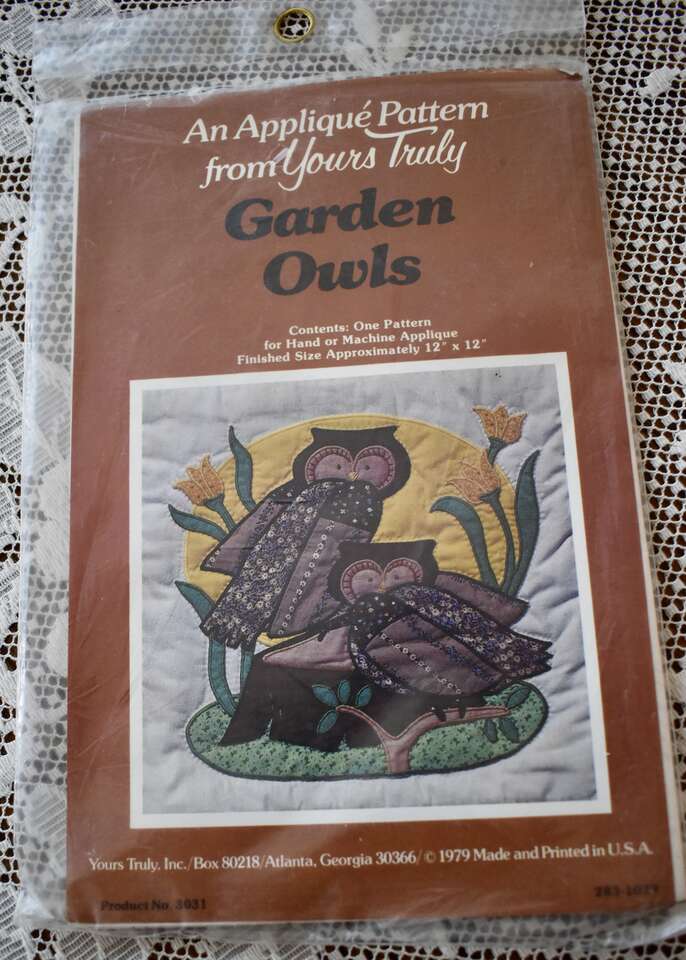 An Appliqué Pattern
from Yours Truly
Garden
Owls
Contents: One Pattern
for Hand or Machine Applique
Finished Size Approximately 12" x 12"
Yours Truly, Inc./Box 80218/Atlanta, Georgia 30366/© 1979 Made and Printed in U.S.A.
Product No. 3031